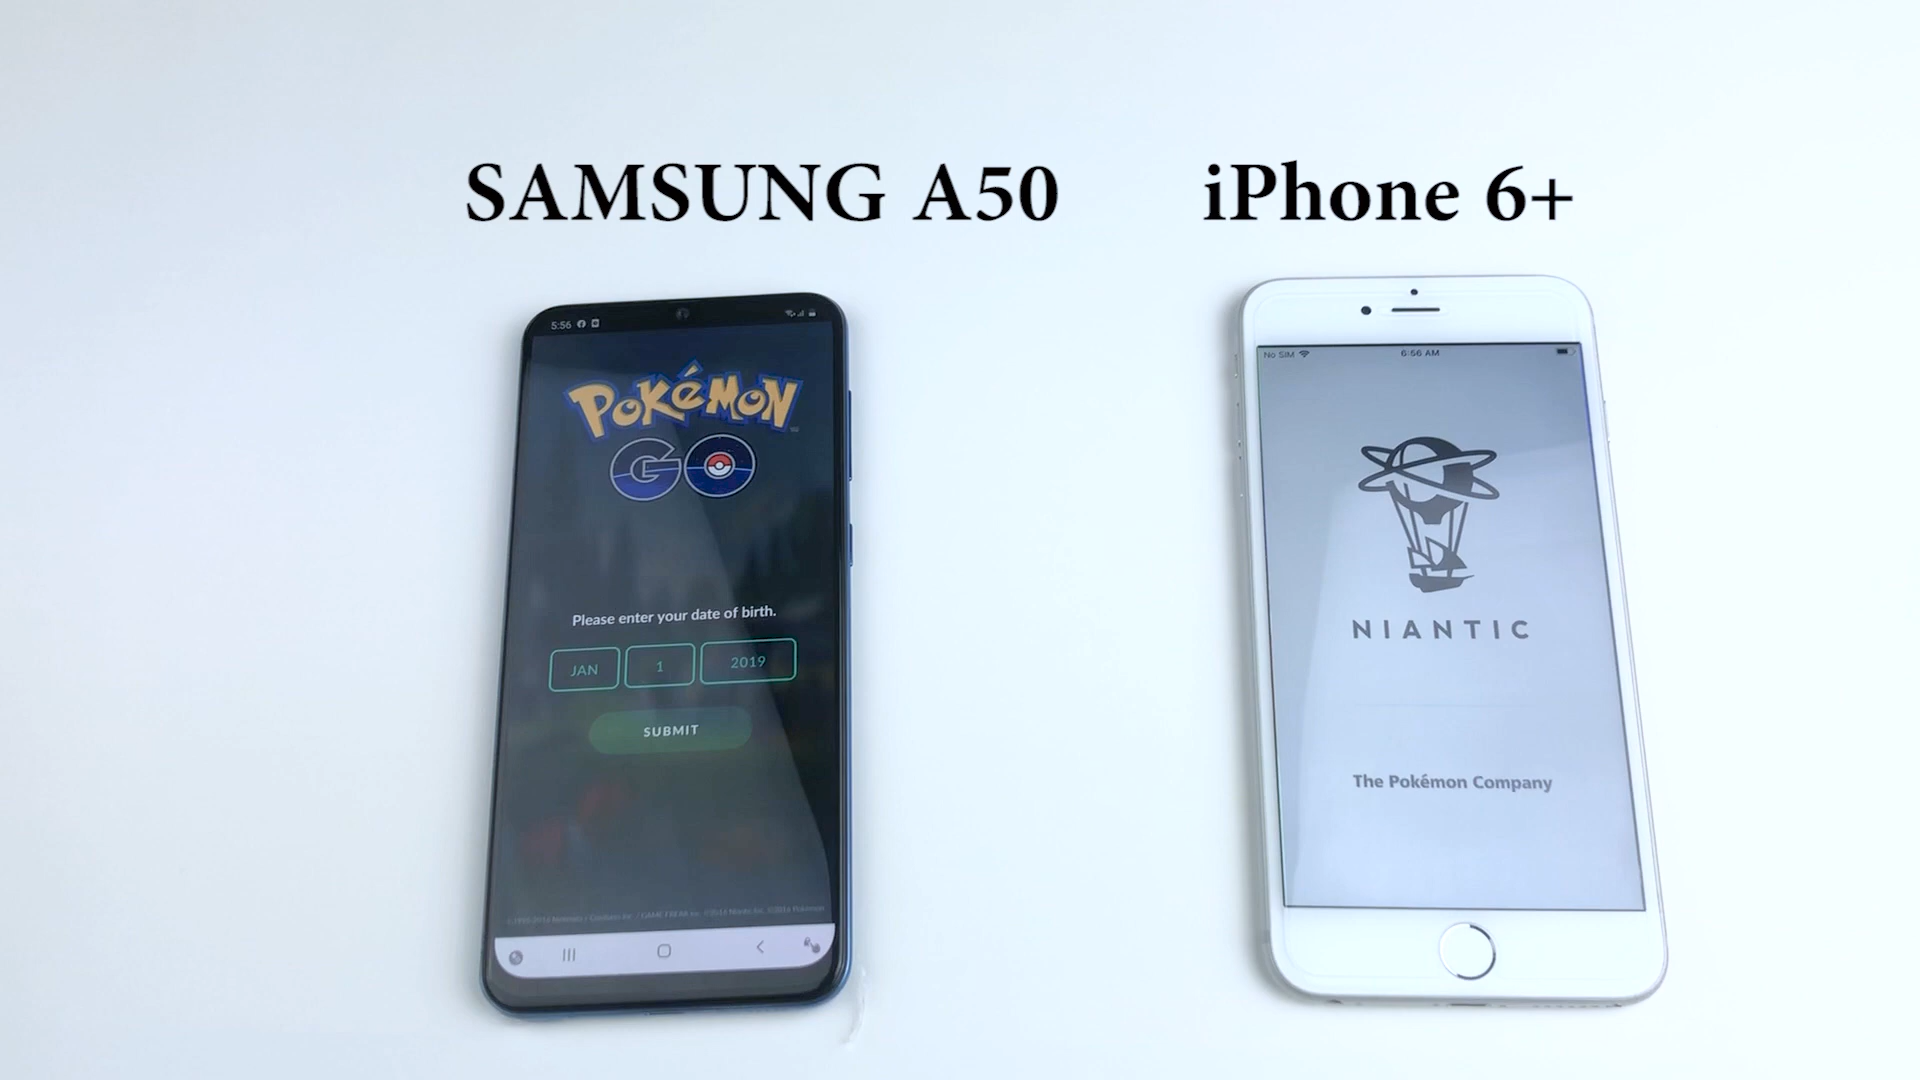 SAMSUNG A50
iPhone 6+
5:56
POKÉMON
GO
Please enter your date of birth.
JAN 1 2019
SUBMIT
No SIM 6:56 AM
NIANTIC
The Pokémon Company